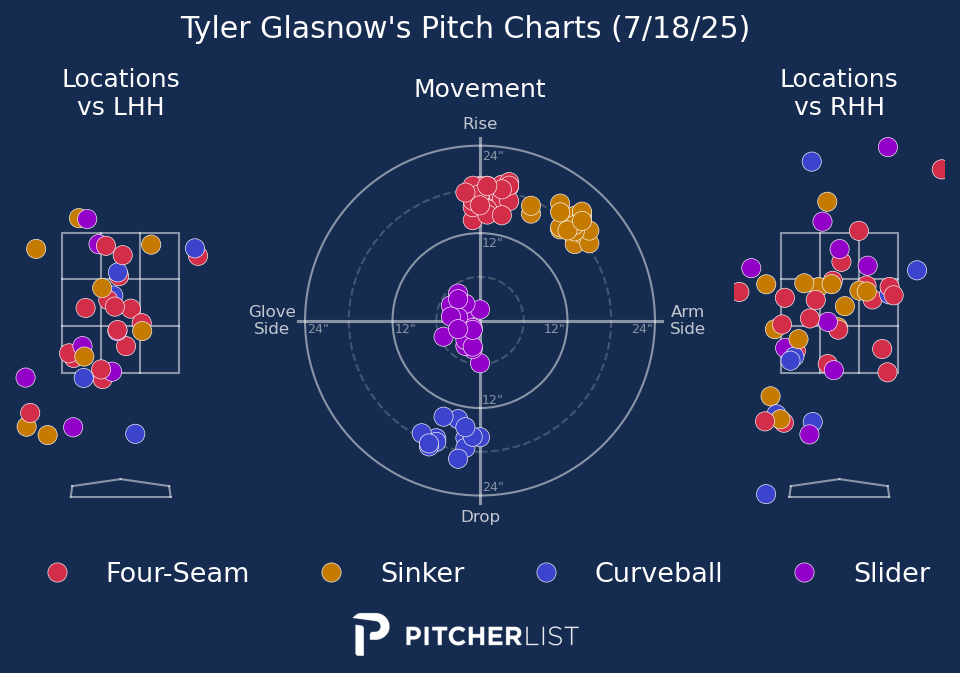 Tyler Glasnow's Pitch Charts (7/18/25)
Locations
vs LHH
Movement
Locations
vs RHH
Rise
24"
12"
Glove
Side
24"
12"
12"
24"
Arm
Side
12"
24"
Drop
Four-Seam
Sinker
Curveball
Slider
PITCHERLIST